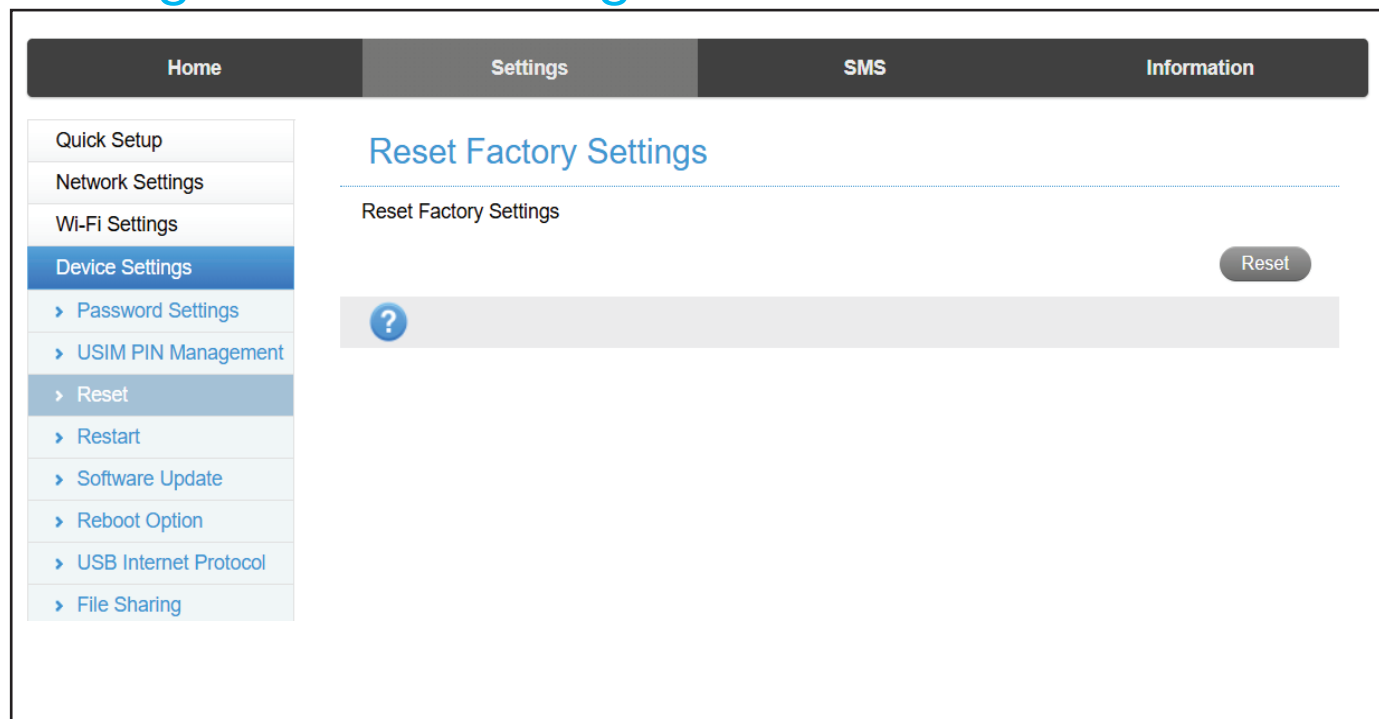 Home Settings SMS Information
Quick Setup
Network Settings
Wi-Fi Settings
Device Settings
Password Settings
USIM PIN Management
Reset
Restart
Software Update
Reboot Option
USB Internet Protocol
File Sharing
Reset Factory Settings
Reset Factory Settings
Reset
?